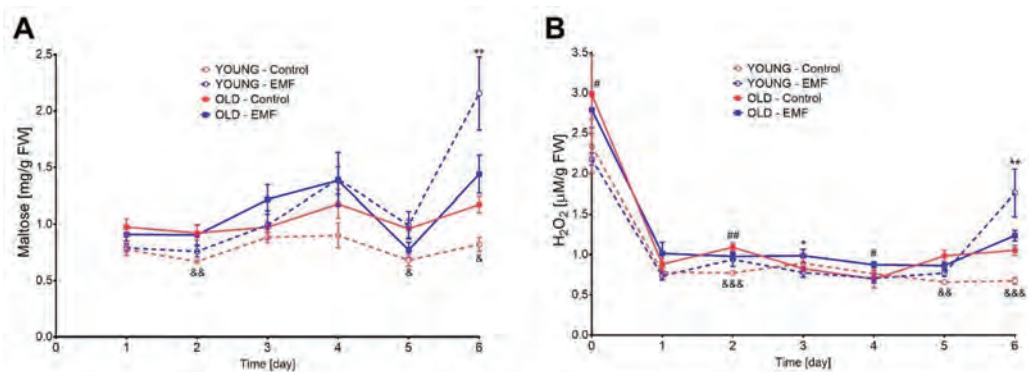 A
2.5
2.0
1.5
1.0
0.5
0.0
Maltose [mg/g FW]
YOUNG - Control
YOUNG - EMF
OLD - Control
OLD - EMF
**
&&
&
&
0 1 2 3 4 5 6
Time [day]
B
3.5
3.0
2.5
2.0
1.5
1.0
0.5
0.0
H₂O₂ [µM/g FW]
YOUNG - Control
YOUNG - EMF
OLD - Control
OLD - EMF
#
##
*
#
**
&&&
&&
&&&
0 1 2 3 4 5 6
Time [day]